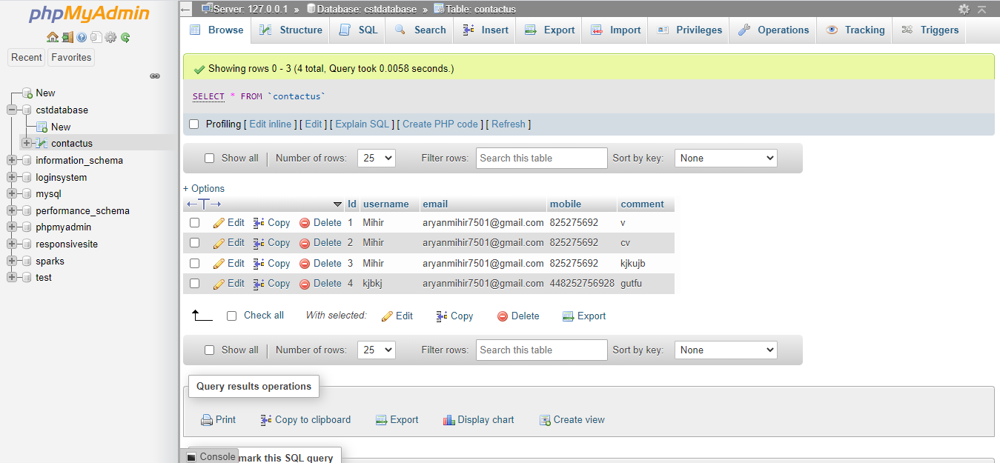 phpMyAdmin
Recent Favorites
New
cstdatabase
New
contactus
information_schema
loginsystem
mysql
performance_schema
phpmyadmin
responsivesite
sparks
test
Server: 127.0.0.1 » Database: cstdatabase » Table: contactus
Browse Structure SQL Search Insert Export Import Privileges Operations Tracking Triggers
Showing rows 0 - 3 (4 total, Query took 0.0058 seconds.)
SELECT * FROM `contactus`
Profiling [ Edit inline ] [ Edit ] [ Explain SQL ] [ Create PHP code ] [ Refresh ]
Show all | Number of rows: 25 Filter rows: Search this table Sort by key: None
+ Options
←T→ Id username email mobile comment
Edit Copy Delete 1 Mihir aryanmihir7501@gmail.com 825275692 v
Edit Copy Delete 2 Mihir aryanmihir7501@gmail.com 825275692 cv
Edit Copy Delete 3 Mihir aryanmihir7501@gmail.com 825275692 kjkujb
Edit Copy Delete 4 kjbkj aryanmihir7501@gmail.com 448252756928 gutfu
Check all With selected: Edit Copy Delete Export
Show all | Number of rows: 25 Filter rows: Search this table Sort by key: None
Query results operations
Print Copy to clipboard Export Display chart Create view
Console mark this SQL query